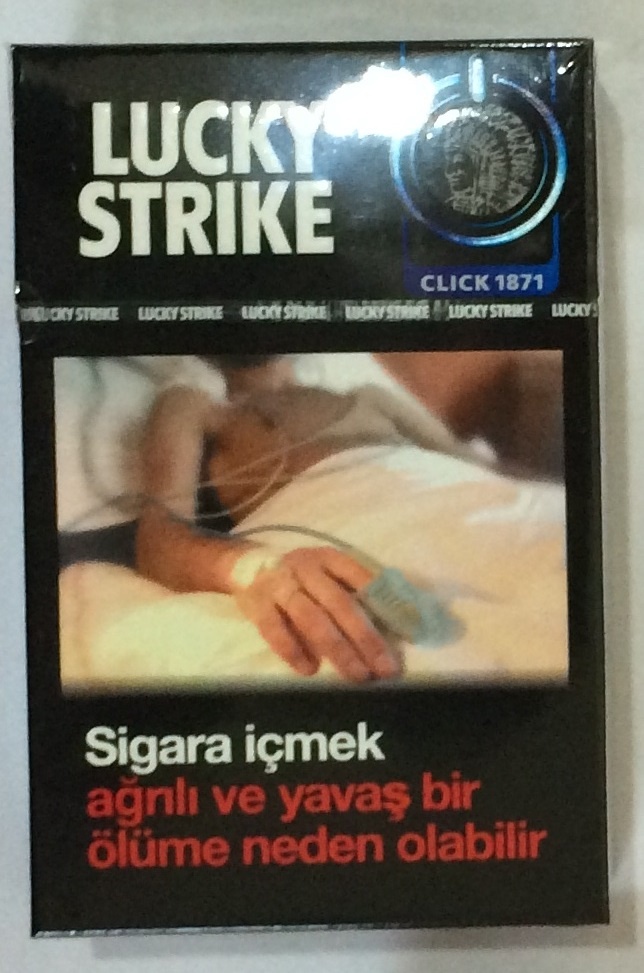 LUCKY
STRIKE
CLICK 1871
LUCKY STRIKE LUCKY STRIKE LUCKY STRIKE LUCKY STRIKE LUCKY STRIKE LUCKY
Sigara içmek
ağrılı ve yavaş bir
ölüme neden olabilir